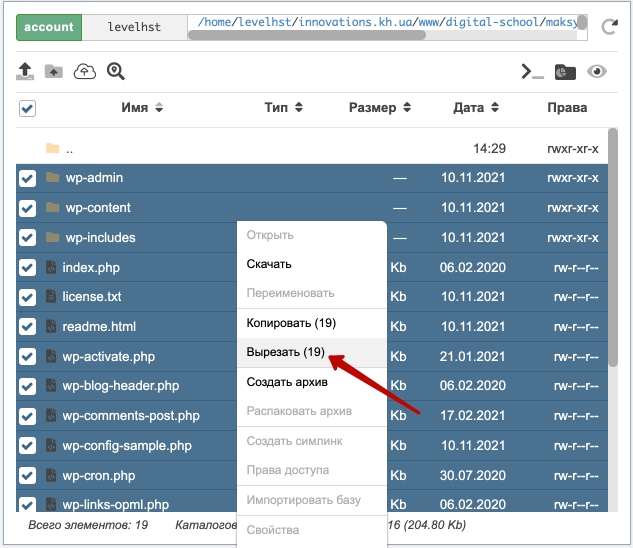 account levelhst /home/levelhst/innovations.kh.ua/www/digital-school/maksy
Имя Тип Размер Дата Права
.. 14:29 rwxr-xr-x
wp-admin — 10.11.2021 rwxr-xr-x
wp-content — 10.11.2021 rwxr-xr-x
wp-includes — 10.11.2021 rwxr-xr-x
Открыть
index.php Kb 06.02.2020 rw-r--r--
Скачать
license.txt Kb 10.11.2021 rw-r--r--
Переименовать
readme.html Kb 10.11.2021 rw-r--r--
Копировать (19)
wp-activate.php Kb 21.01.2021 rw-r--r--
Вырезать (19)
wp-blog-header.php Kb 06.02.2020 rw-r--r--
Создать архив
wp-comments-post.php Kb 17.02.2021 rw-r--r--
Распаковать архив
wp-config-sample.php Kb 10.11.2021 rw-r--r--
Создать симлинк
wp-cron.php Kb 30.07.2020 rw-r--r--
Права доступа
wp-links-opml.php Kb 06.02.2020 rw-r--r--
Импортировать базу
Всего элементов: 19 Каталогов 16 (204.80 Kb)
Свойства